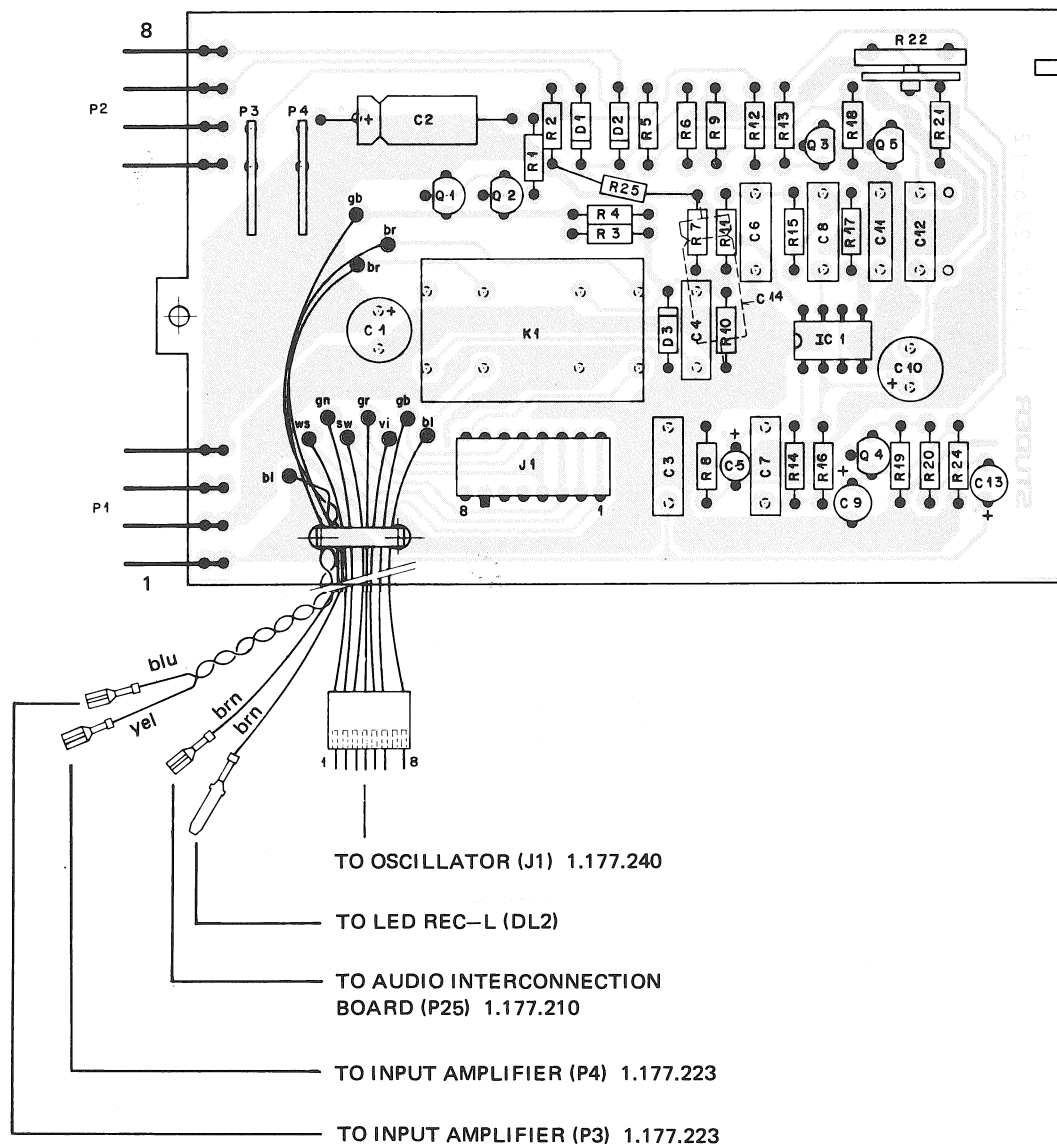 8
R22
P2
P3
P4
C2
+
R1
R2
D1
D2
R5
R6
R9
R12
R13
Q3
R18
Q5
R21
Q1
Q2
R25
R4
R3
R7
R11
C6
R15
C8
R17
C11
C12
gb
br
br
C1
+
K1
D3
C4
R10
C14
IC1
C10
+
ws
gn
sw
gr
vi
gb
bl
bl
J1
8
1
C3
R8
+
C5
C7
R14
R16
+
C9
Q4
R19
R20
R24
C13
+
STUDER
P1
1
blu
yel
brn
brn
1
8
TO OSCILLATOR (J1) 1.177.240
TO LED REC–L (DL2)
TO AUDIO INTERCONNECTION
BOARD (P25) 1.177.210
TO INPUT AMPLIFIER (P4) 1.177.223
TO INPUT AMPLIFIER (P3) 1.177.223